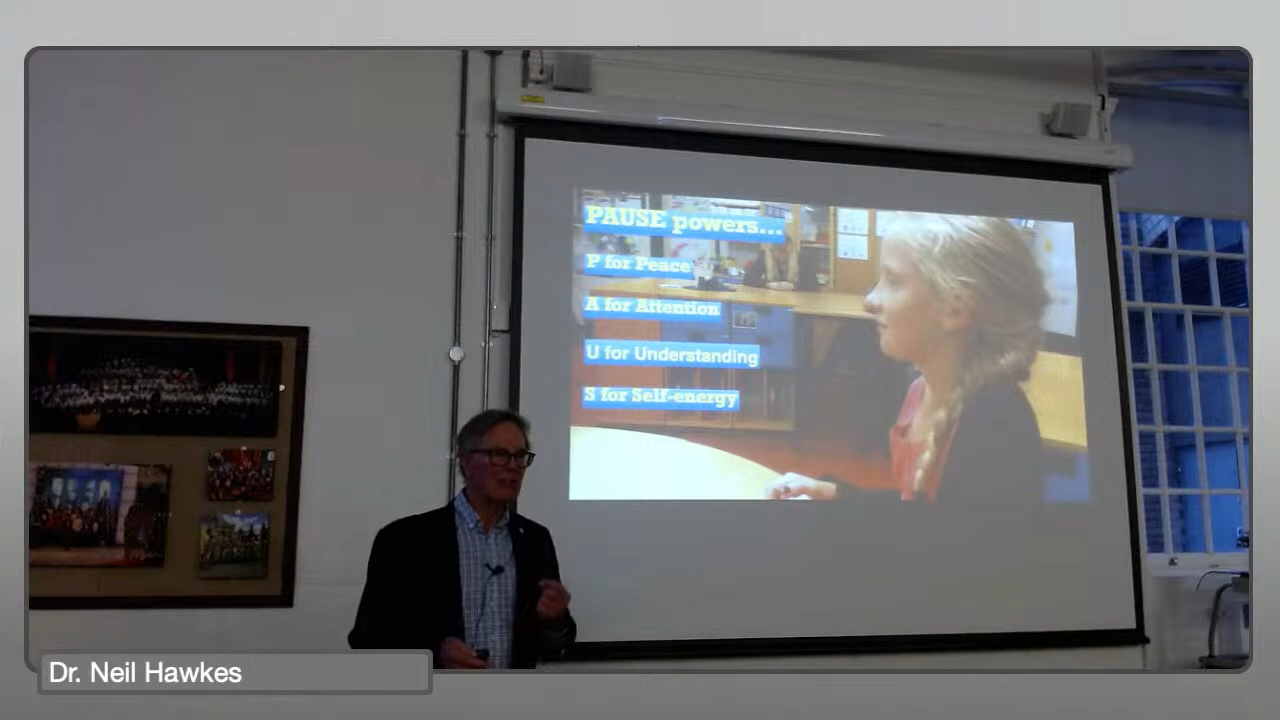 PAUSE powers...
P for Peace
A for Attention
U for Understanding
S for Self-energy
Dr. Neil Hawkes